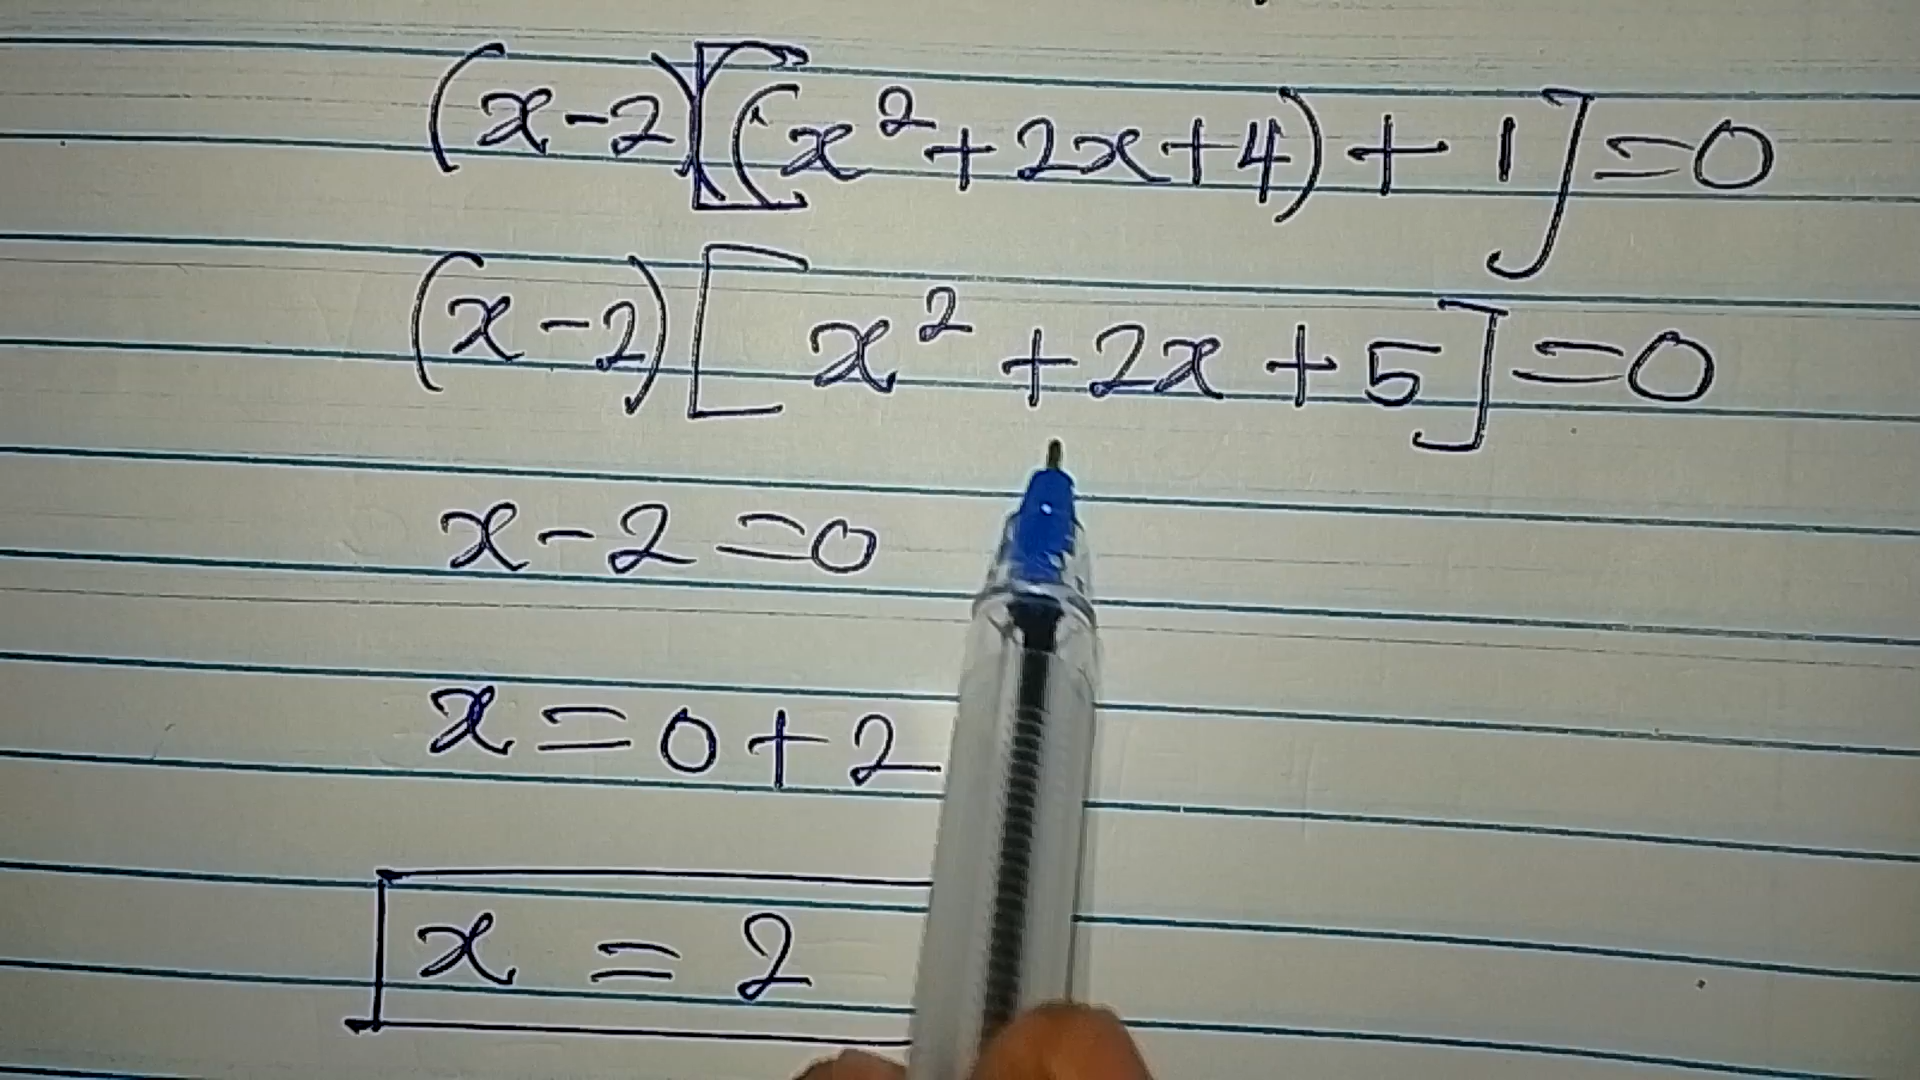 (x-2)[(x²+2x+4)+1]=0
(x-2)[x²+2x+5]=0
x-2=0
x=0+2
x=2